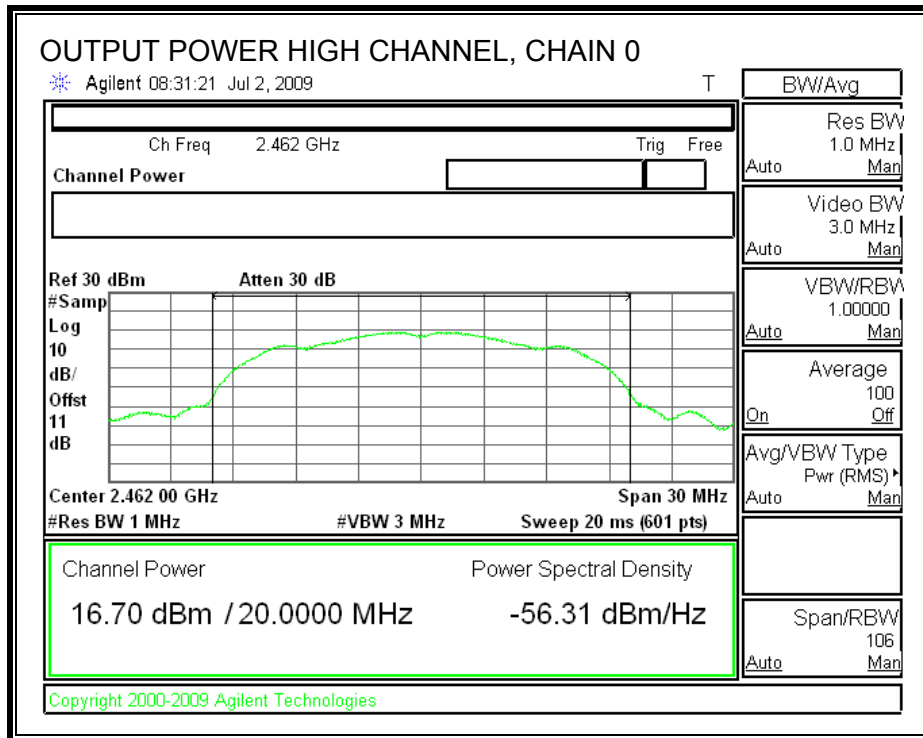 OUTPUT POWER HIGH CHANNEL, CHAIN 0
Agilent 08:31:21 Jul 2, 2009 T
Ch Freq 2.462 GHz Trig Free
Channel Power
Ref 30 dBm Atten 30 dB
#Samp
Log
10
dB/
Offst
11
dB
Center 2.462 00 GHz Span 30 MHz
#Res BW 1 MHz #VBW 3 MHz Sweep 20 ms (601 pts)
Channel Power Power Spectral Density
16.70 dBm / 20.0000 MHz -56.31 dBm/Hz
Copyright 2000-2009 Agilent Technologies
BW/Avg
Res BW
1.0 MHz
Auto Man
Video BW
3.0 MHz
Auto Man
VBW/RBW
1.00000
Auto Man
Average
100
On Off
Avg/VBW Type
Pwr (RMS)
Auto Man
Span/RBW
106
Auto Man